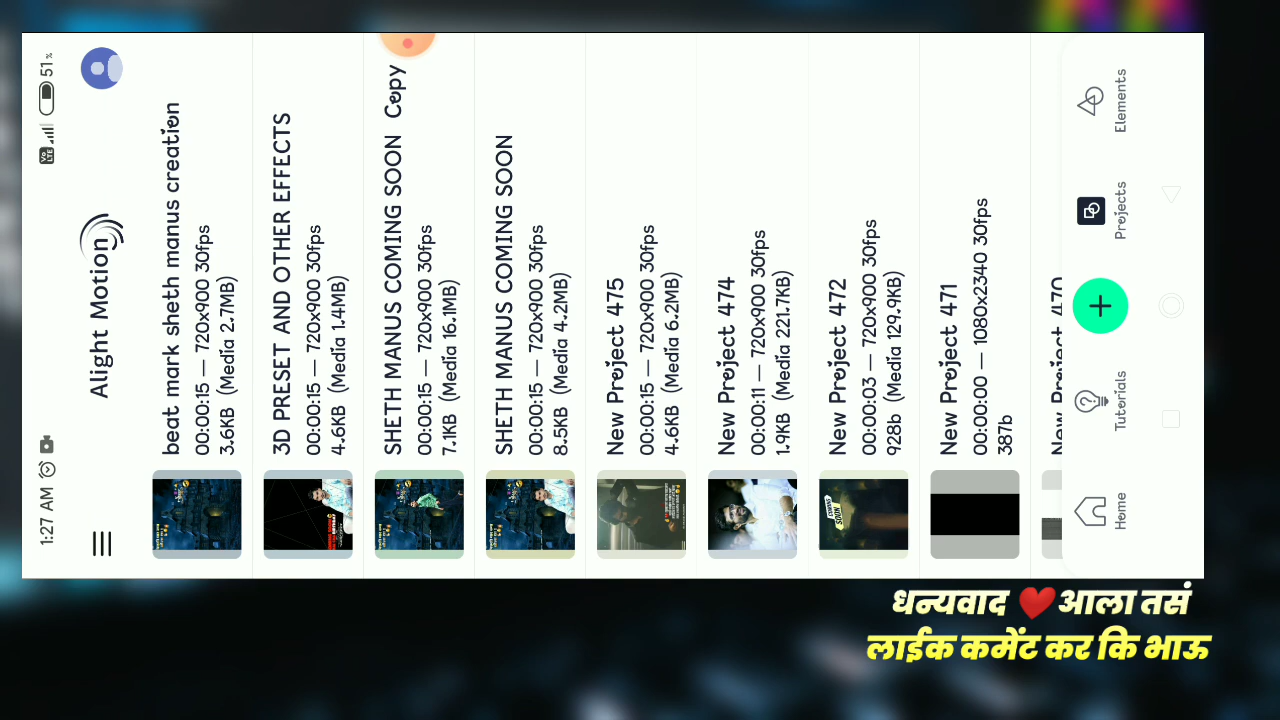 1:27 AM
Vo LTE
51%
Alight Motion
beat mark sheth manus creation
00:00:15 — 720x900 30fps
3.6KB (Media 2.7MB)
3D PRESET AND OTHER EFFECTS
00:00:15 — 720x900 30fps
4.6KB (Media 1.4MB)
SHETH MANUS COMING SOON Copy
00:00:15 — 720x900 30fps
7.1KB (Media 16.1MB)
SHETH MANUS COMING SOON
00:00:15 — 720x900 30fps
8.5KB (Media 4.2MB)
New Project 475
00:00:15 — 720x900 30fps
4.6KB (Media 6.2MB)
New Project 474
00:00:11 — 720x900 30fps
1.9KB (Media 221.7KB)
New Project 472
00:00:03 — 720x900 30fps
928b (Media 129.9KB)
New Project 471
00:00:00 — 1080x2340 30fps
387b
New Project 470
Home
Tutorials
Projects
Elements
धन्यवाद ❤️आला तसं
लाईक कमेंट कर कि भाऊ